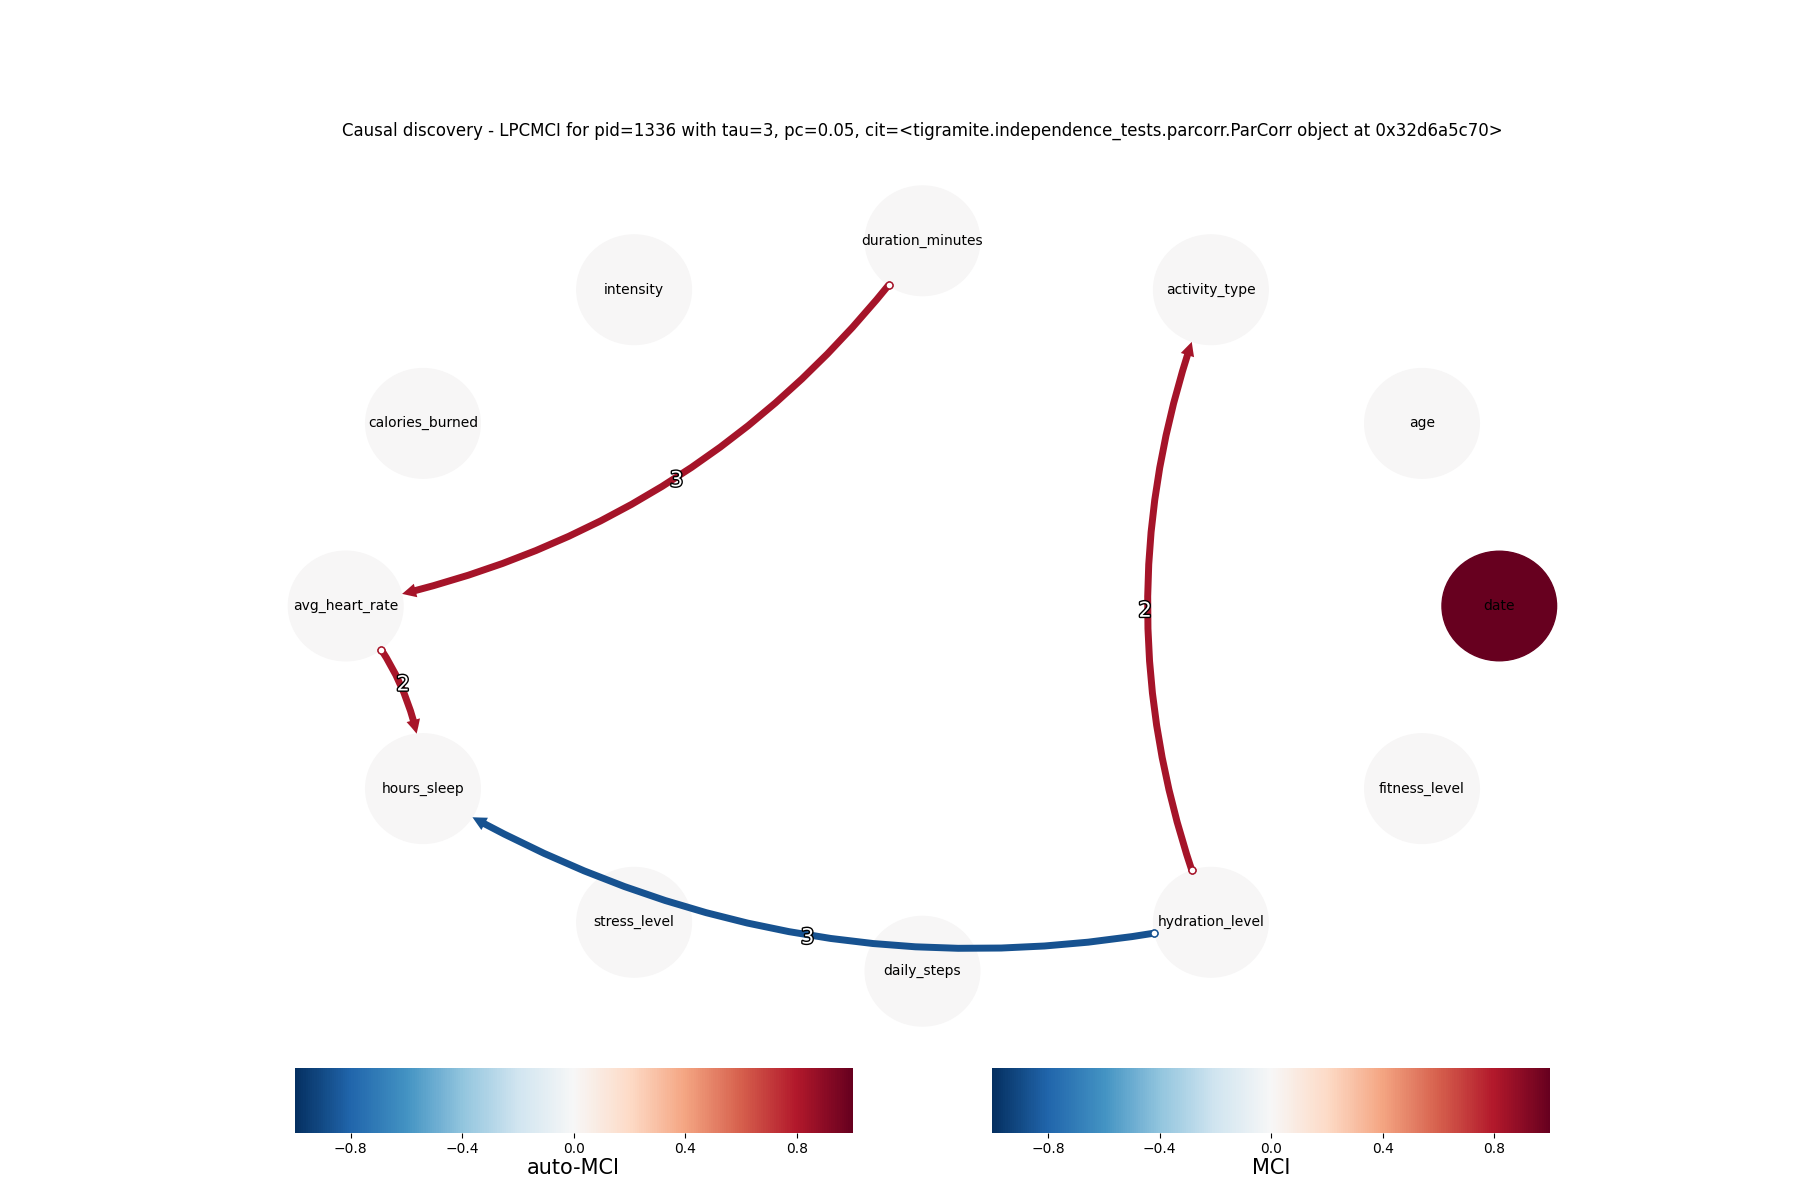 Causal discovery - LPCMCI for pid=1336 with tau=3, pc=0.05, cit=<tigramite.independence_tests.parcorr.ParCorr object at 0x32d6a5c70>
duration_minutes
intensity
activity_type
calories_burned
age
3
avg_heart_rate
date
2
2
hours_sleep
fitness_level
stress_level
hydration_level
3
daily_steps
−0.8 −0.4 0.0 0.4 0.8
auto-MCI
−0.8 −0.4 0.0 0.4 0.8
MCI